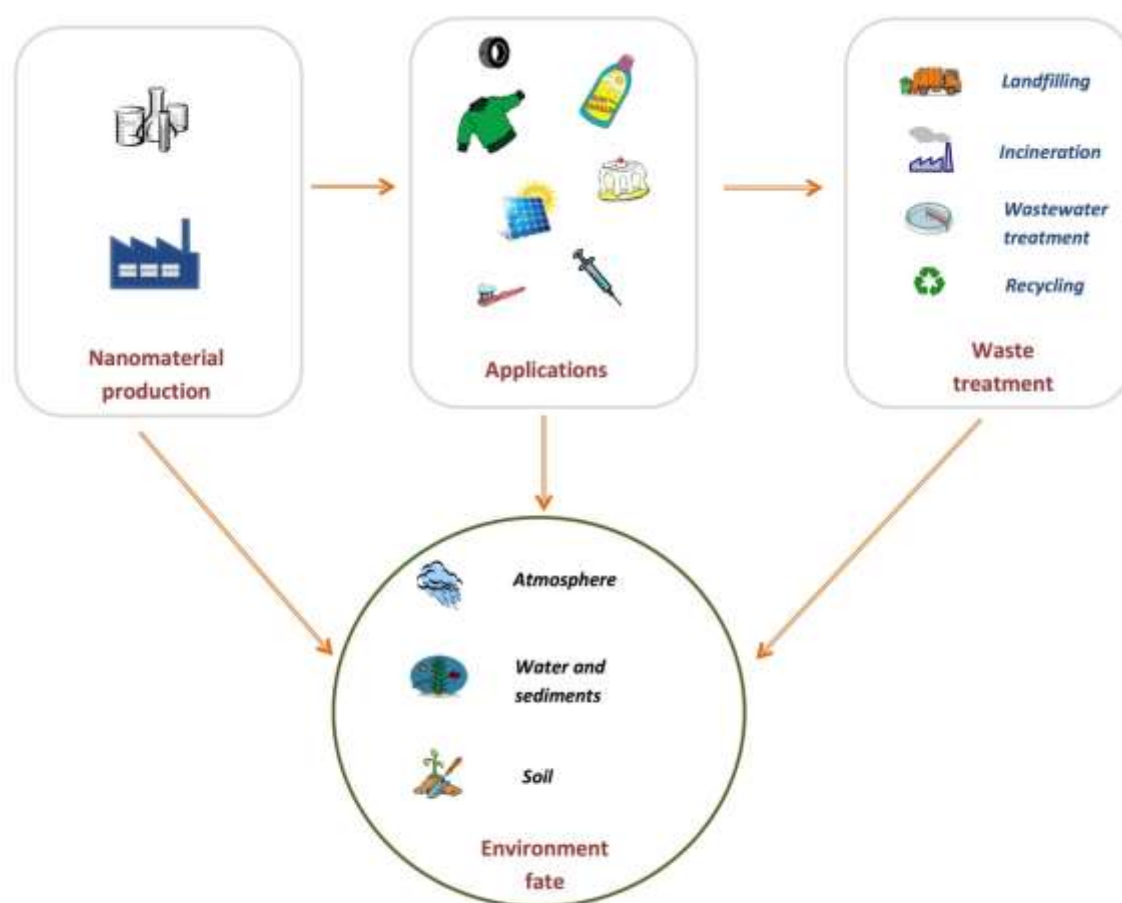 Nanomaterial
production
Applications
Landfilling
Incineration
Wastewater
treatment
Recycling
Waste
treatment
Atmosphere
Water and
sediments
Soil
Environment
fate